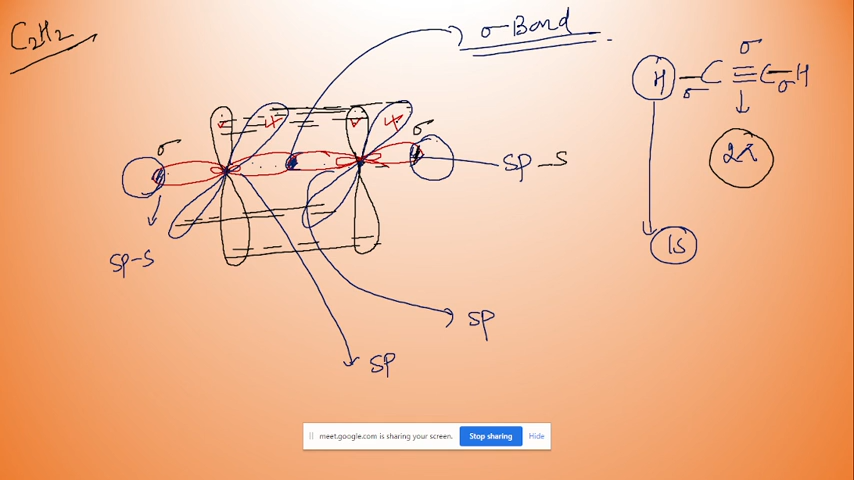 C₂H₂
σ-Bond
H - C ≡ C - H
σ
σ
σ
2π
1S
σ
σ
SP-S
SP-S
SP
SP
meet.google.com is sharing your screen.
Stop sharing
Hide